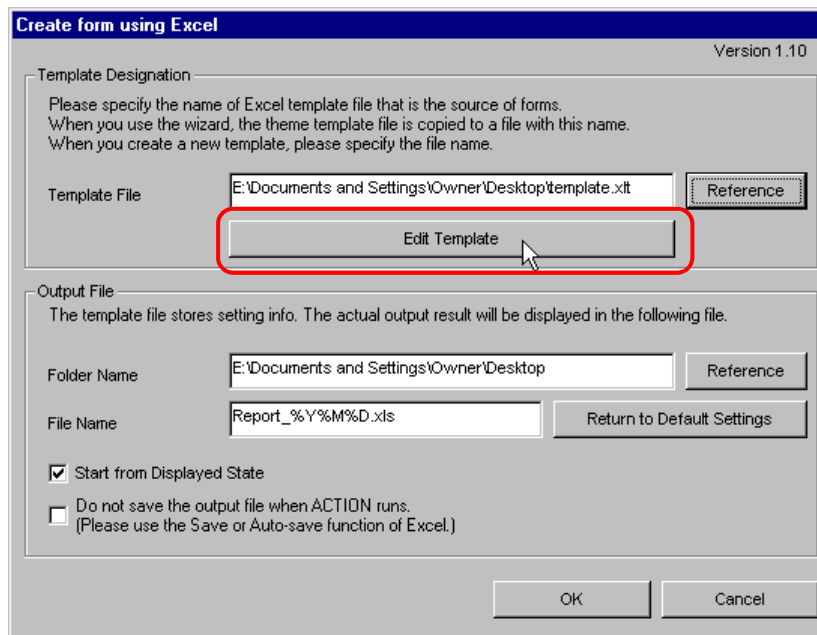 Create form using Excel
Version 1.10
Template Designation
Please specify the name of Excel template file that is the source of forms.
When you use the wizard, the theme template file is copied to a file with this name.
When you create a new template, please specify the file name.
Template File
E:\Documents and Settings\Owner\Desktop\template.xlt
Reference
Edit Template
Output File
The template file stores setting info. The actual output result will be displayed in the following file.
Folder Name
E:\Documents and Settings\Owner\Desktop
Reference
File Name
Report_%Y%M%D.xls
Return to Default Settings
Start from Displayed State
Do not save the output file when ACTION runs.
(Please use the Save or Auto-save function of Excel.)
OK
Cancel